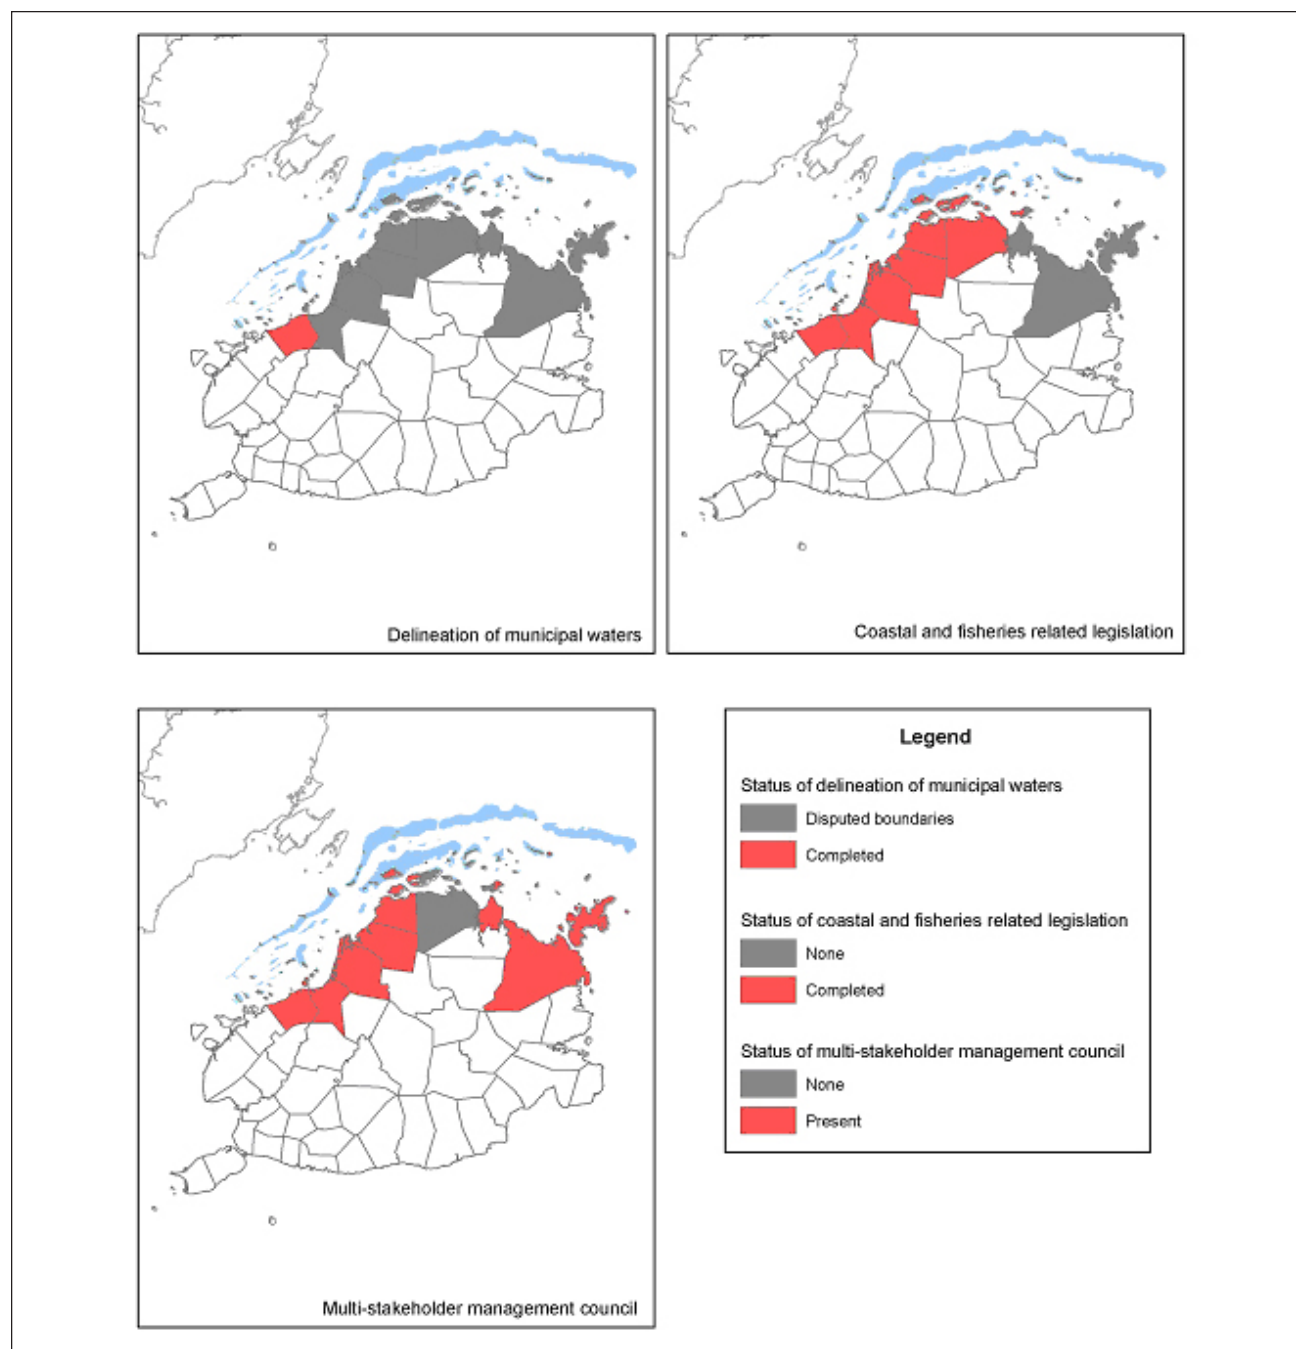 Delineation of municipal waters
Coastal and fisheries related legislation
Multi-stakeholder management council
Legend
Status of delineation of municipal waters
Disputed boundaries
Completed
Status of coastal and fisheries related legislation
None
Completed
Status of multi-stakeholder management council
None
Present